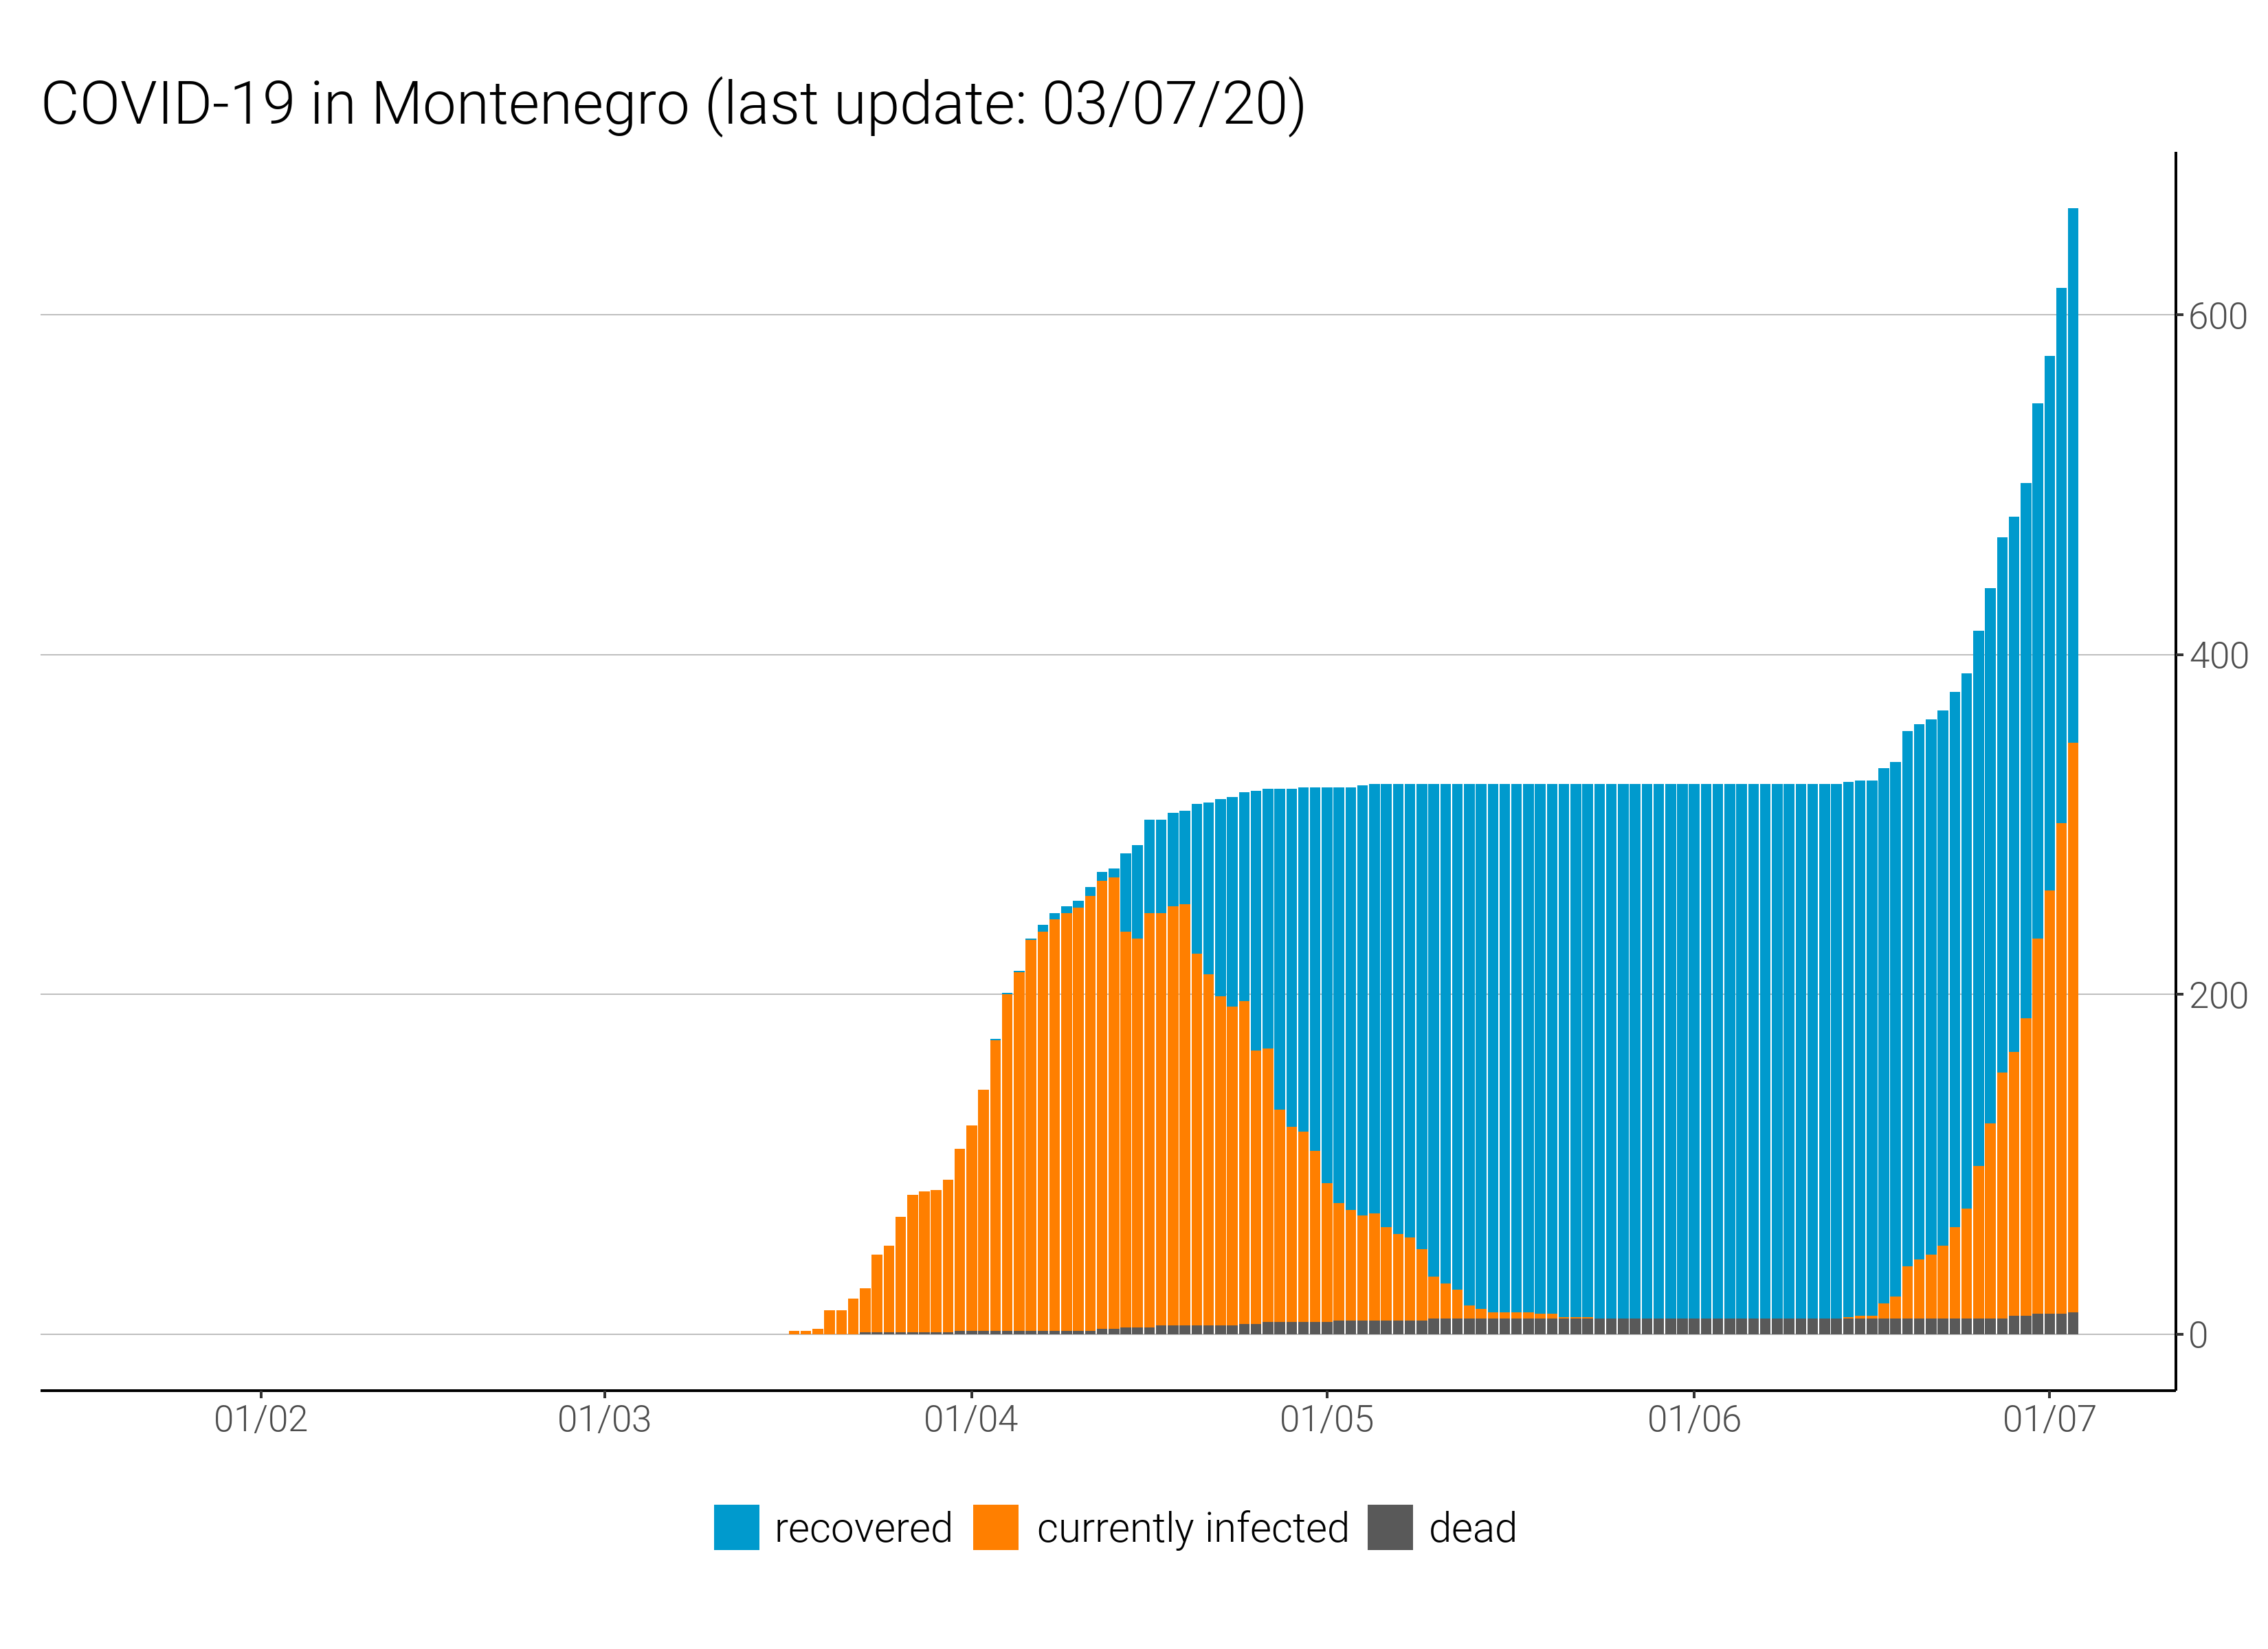 COVID-19 in Montenegro (last update: 03/07/20)
600
400
200
0
01/02 01/03 01/04 01/05 01/06 01/07
recovered currently infected dead